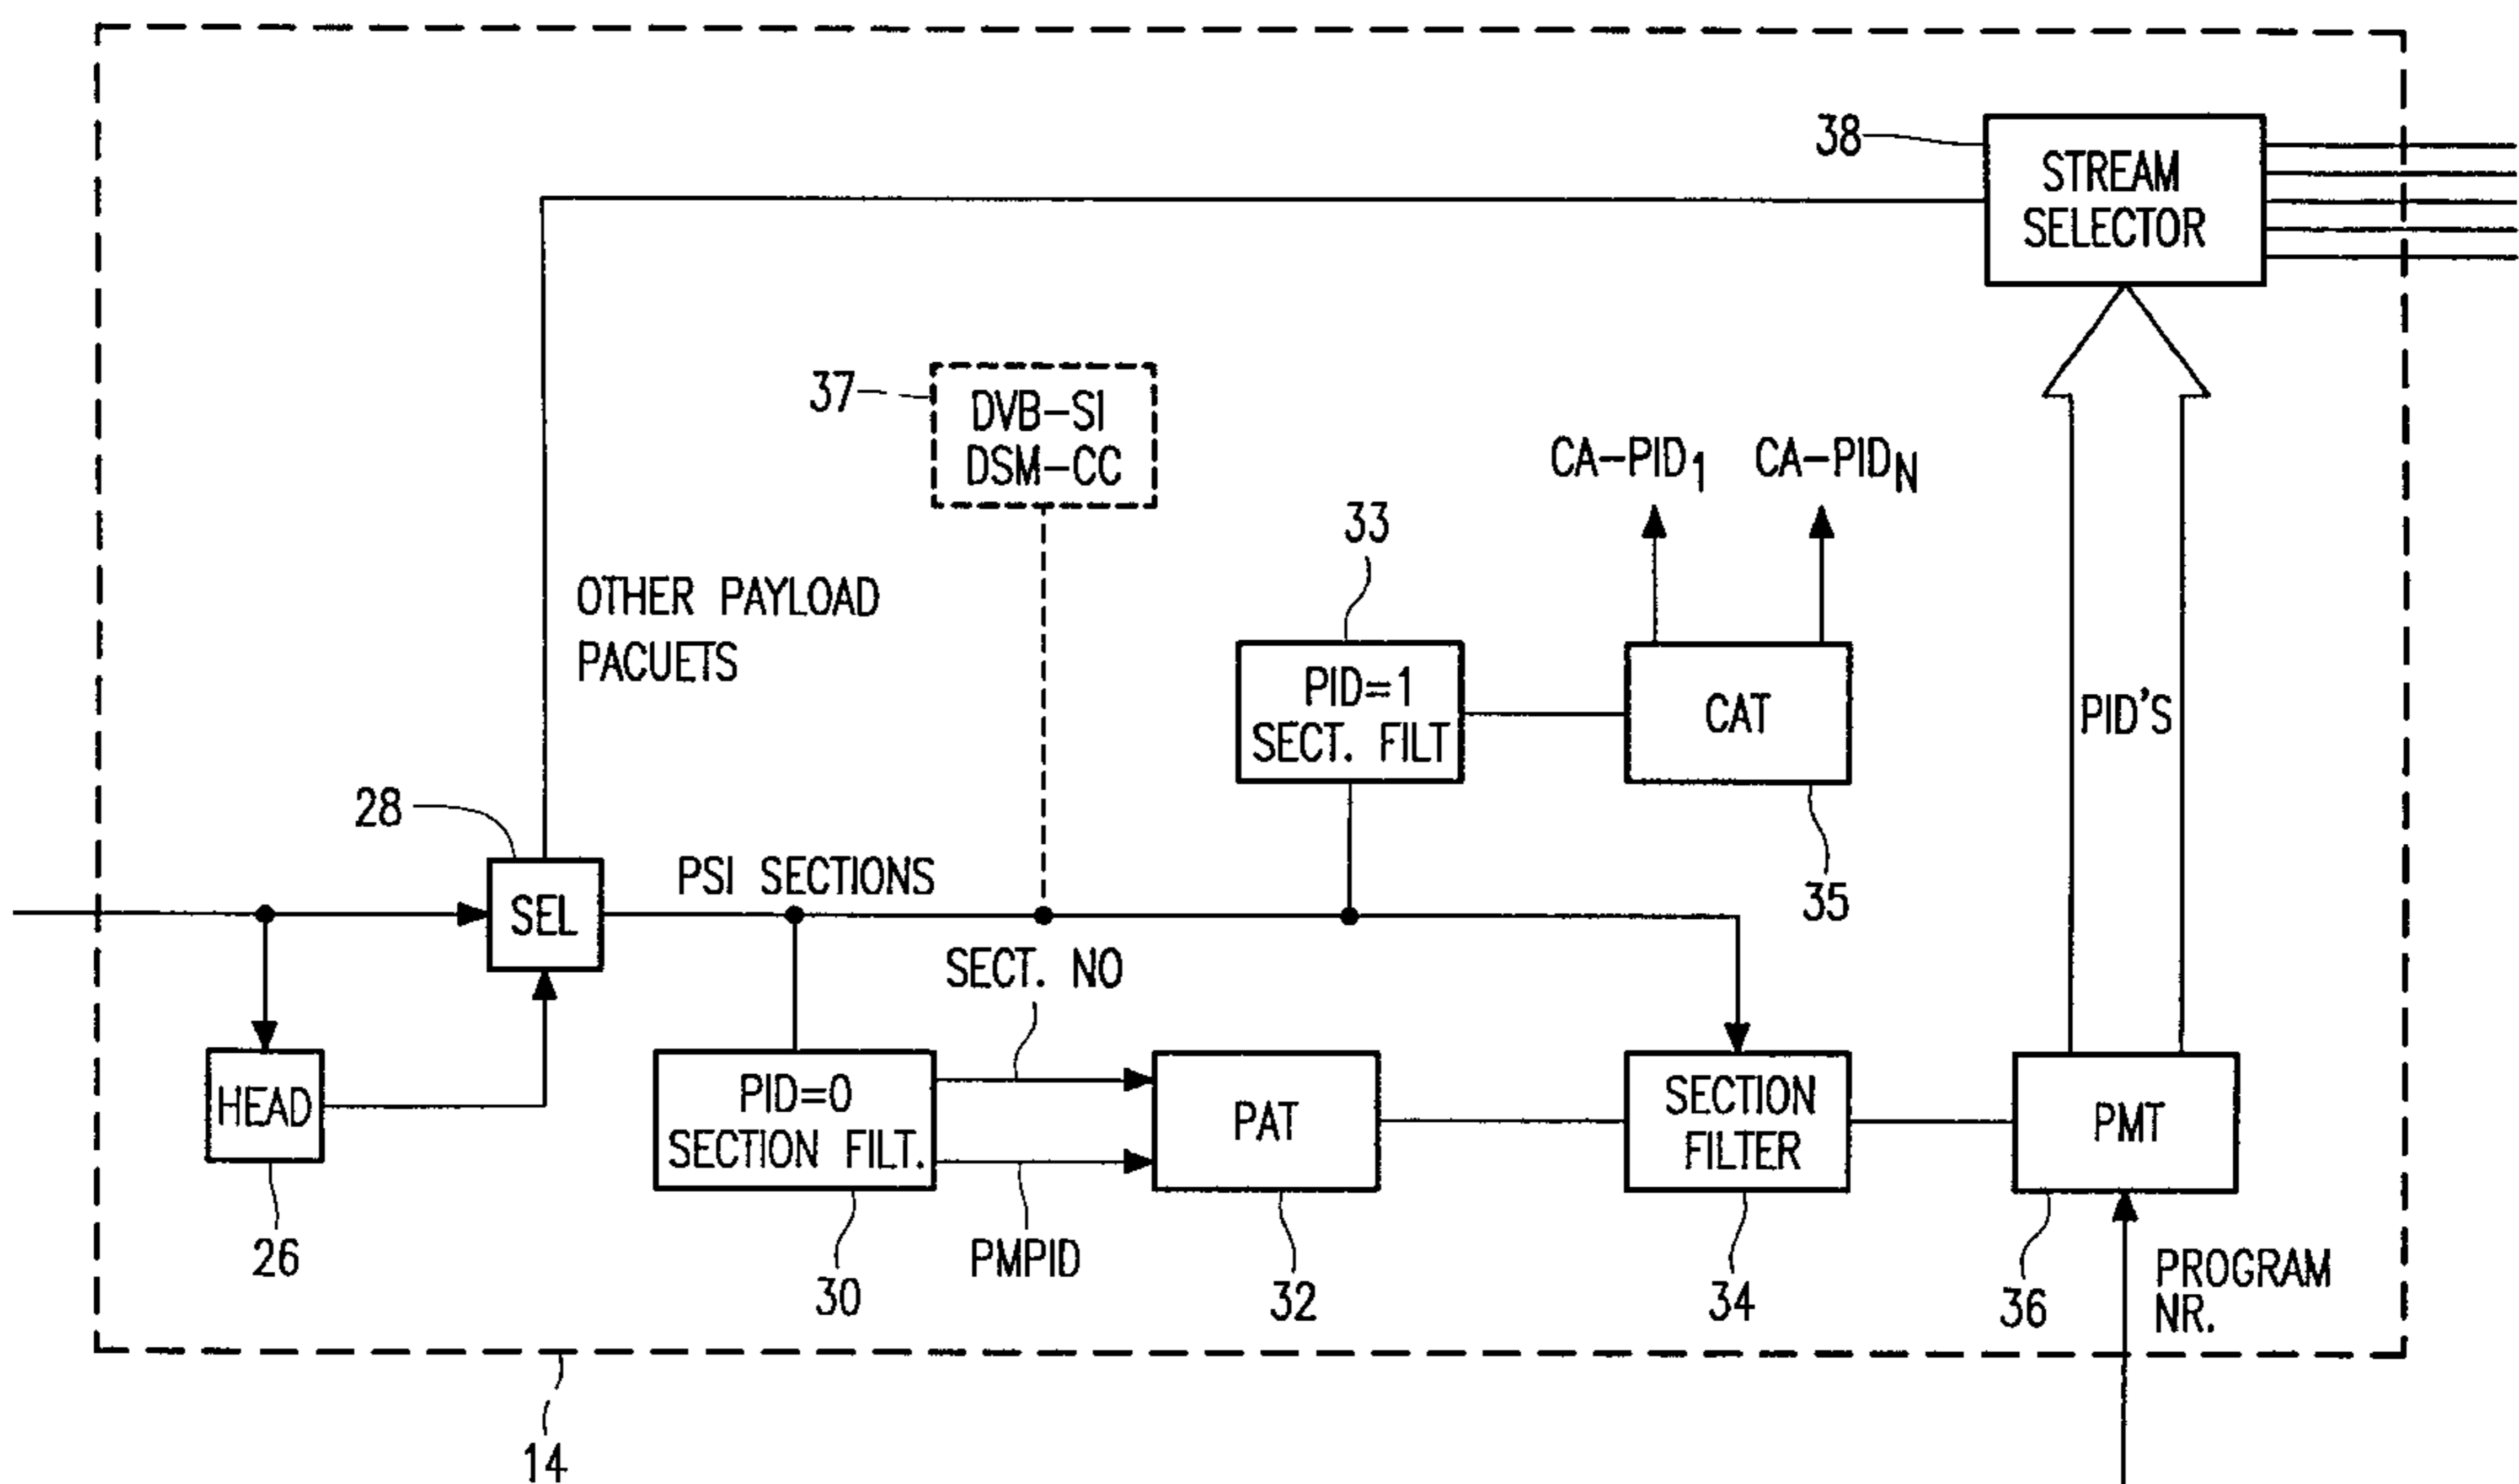 38
STREAM
SELECTOR
37
DVB-SI
DSM-CC
CA-PID1
CA-PIDN
33
OTHER PAYLOAD
PACUETS
PID=1
SECT. FILT
CAT
PID'S
28
PSI SECTIONS
35
SEL
SECT. NO
HEAD
PID=0
SECTION FILT.
PAT
SECTION
FILTER
PMT
26
PMPID
30
32
34
36
PROGRAM
NR.
14